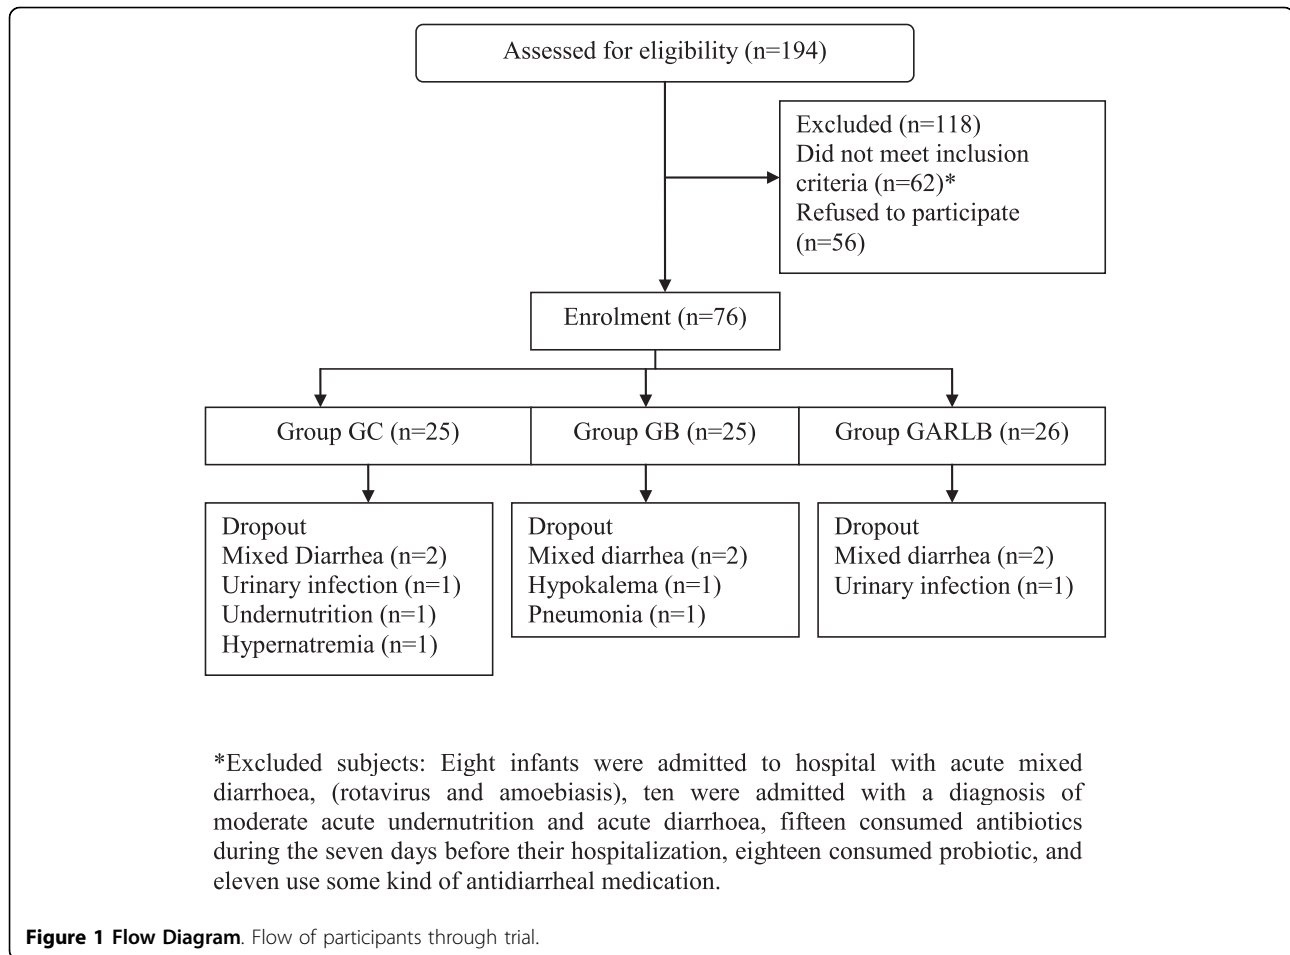 Assessed for eligibility (n=194)
Excluded (n=118)
Did not meet inclusion
criteria (n=62)*
Refused to participate
(n=56)
Enrolment (n=76)
Group GC (n=25)
Group GB (n=25)
Group GARLB (n=26)
Dropout
Mixed Diarrhea (n=2)
Urinary infection (n=1)
Undernutrition (n=1)
Hypernatremia (n=1)
Dropout
Mixed diarrhea (n=2)
Hypokalema (n=1)
Pneumonia (n=1)
Dropout
Mixed diarrhea (n=2)
Urinary infection (n=1)
*Excluded subjects: Eight infants were admitted to hospital with acute mixed
diarrhoea, (rotavirus and amoebiasis), ten were admitted with a diagnosis of
moderate acute undernutrition and acute diarrhoea, fifteen consumed antibiotics
during the seven days before their hospitalization, eighteen consumed probiotic, and
eleven use some kind of antidiarrheal medication.
Figure 1 Flow Diagram. Flow of participants through trial.